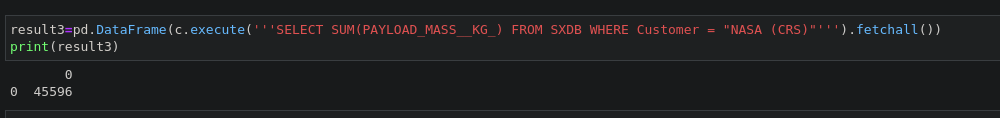 result3=pd.DataFrame(c.execute('''SELECT SUM(PAYLOAD_MASS__KG_) FROM SXDB WHERE Customer = "NASA (CRS)"''').fetchall())
print(result3)
0
0  45596